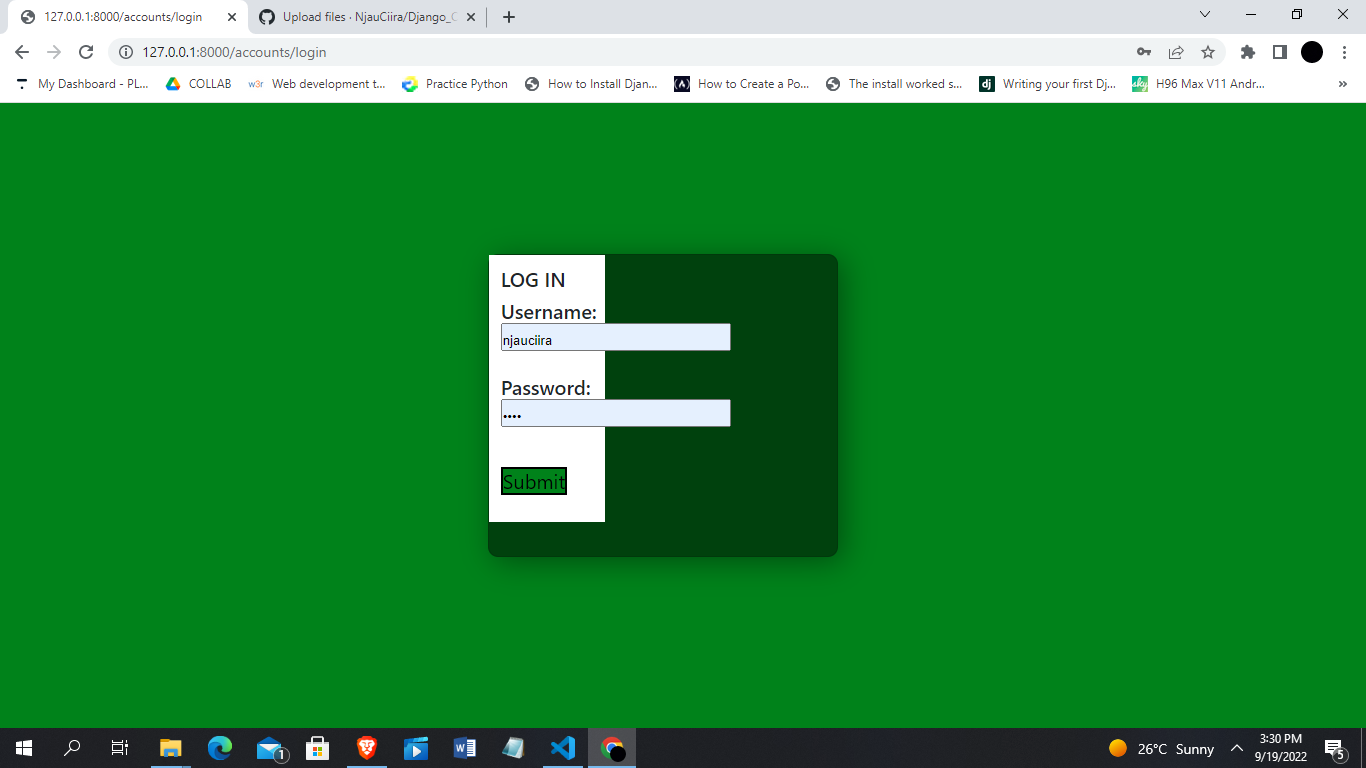 127.0.0.1:8000/accounts/login
Upload files · NjauCiira/Django_C
127.0.0.1:8000/accounts/login
My Dashboard - PL...
COLLAB
w3r
Web development t...
Practice Python
How to Install Djan...
(A)
How to Create a Po...
The install worked s...
dj
Writing your first Dj...
sky
H96 Max V11 Andr...
»
LOG IN
Username:
njauciira
Password:
••••
Submit
1
W
26°C Sunny
3:30 PM
9/19/2022
5